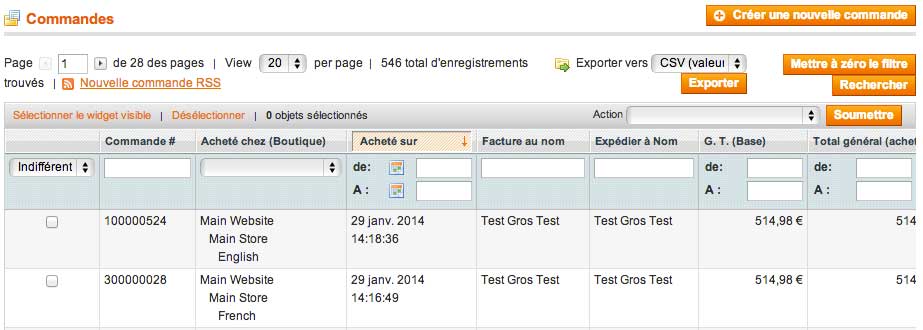 Commandes
Créer une nouvelle commande
Page 1 de 28 des pages | View 20 per page | 546 total d'enregistrements trouvés | Nouvelle commande RSS
Exporter vers CSV (valeur
Exporter
Mettre à zéro le filtre
Rechercher
Sélectionner le widget visible | Désélectionner | 0 objets sélectionnés
Action
Soumettre
Commande # Acheté chez (Boutique) Acheté sur Facture au nom Expédier à Nom G. T. (Base) Total général (achet
Indifférent de: de: de:
A : A : A :
100000524 Main Website 29 janv. 2014 Test Gros Test Test Gros Test 514,98 € 514
Main Store 14:18:36
English
300000028 Main Website 29 janv. 2014 Test Gros Test Test Gros Test 514,98 € 514
Main Store 14:16:49
French